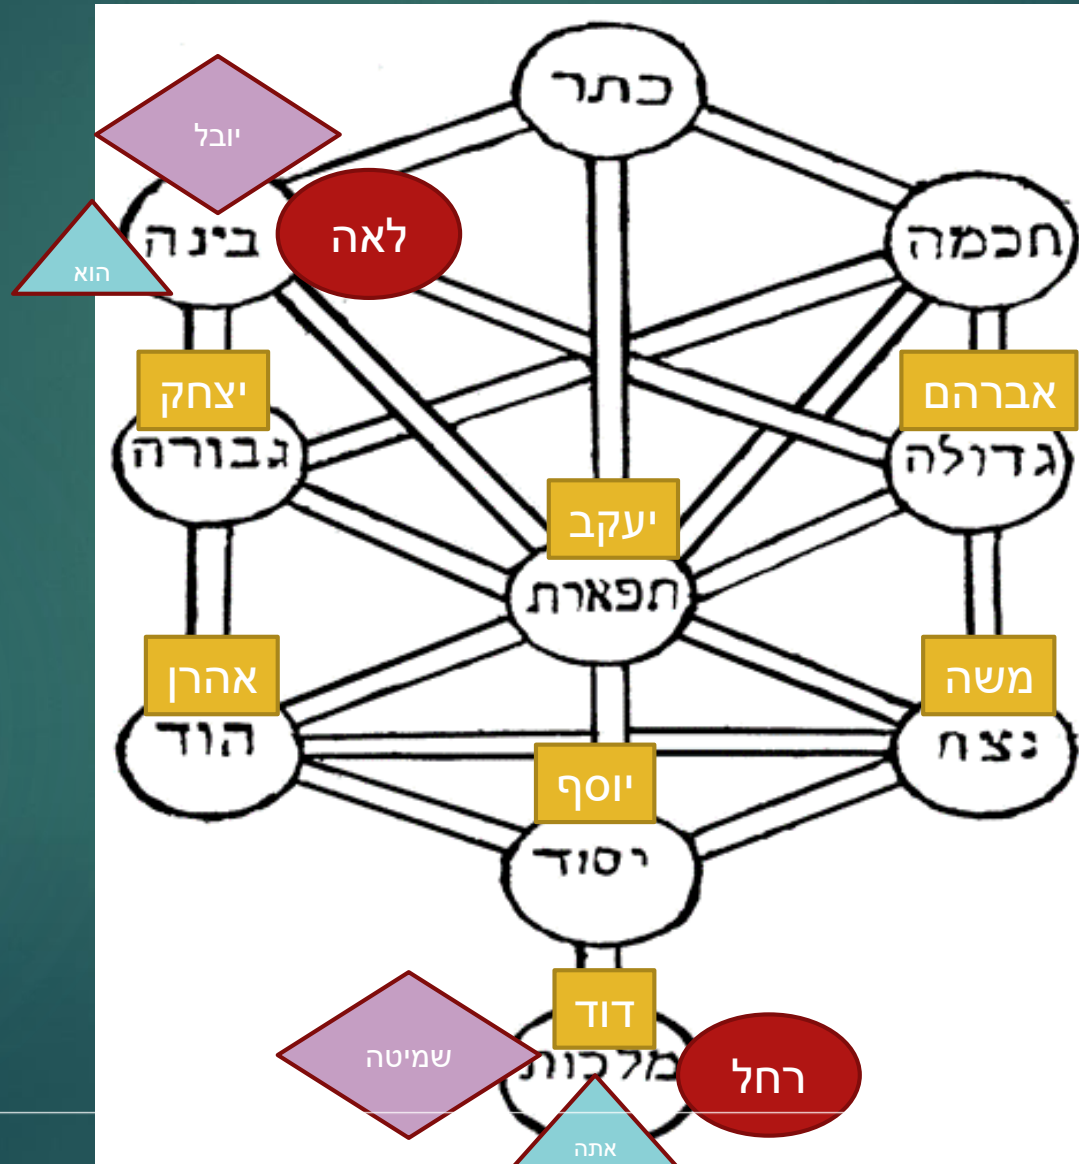 כתר
יובל
חכמה
בינה
לאה
הוא
יצחק
אברהם
גבורה
גדולה
יעקב
תפארת
אהרן
משה
הוד
נצח
יוסף
יסוד
דוד
שמיטה
מלכות
רחל
אתה